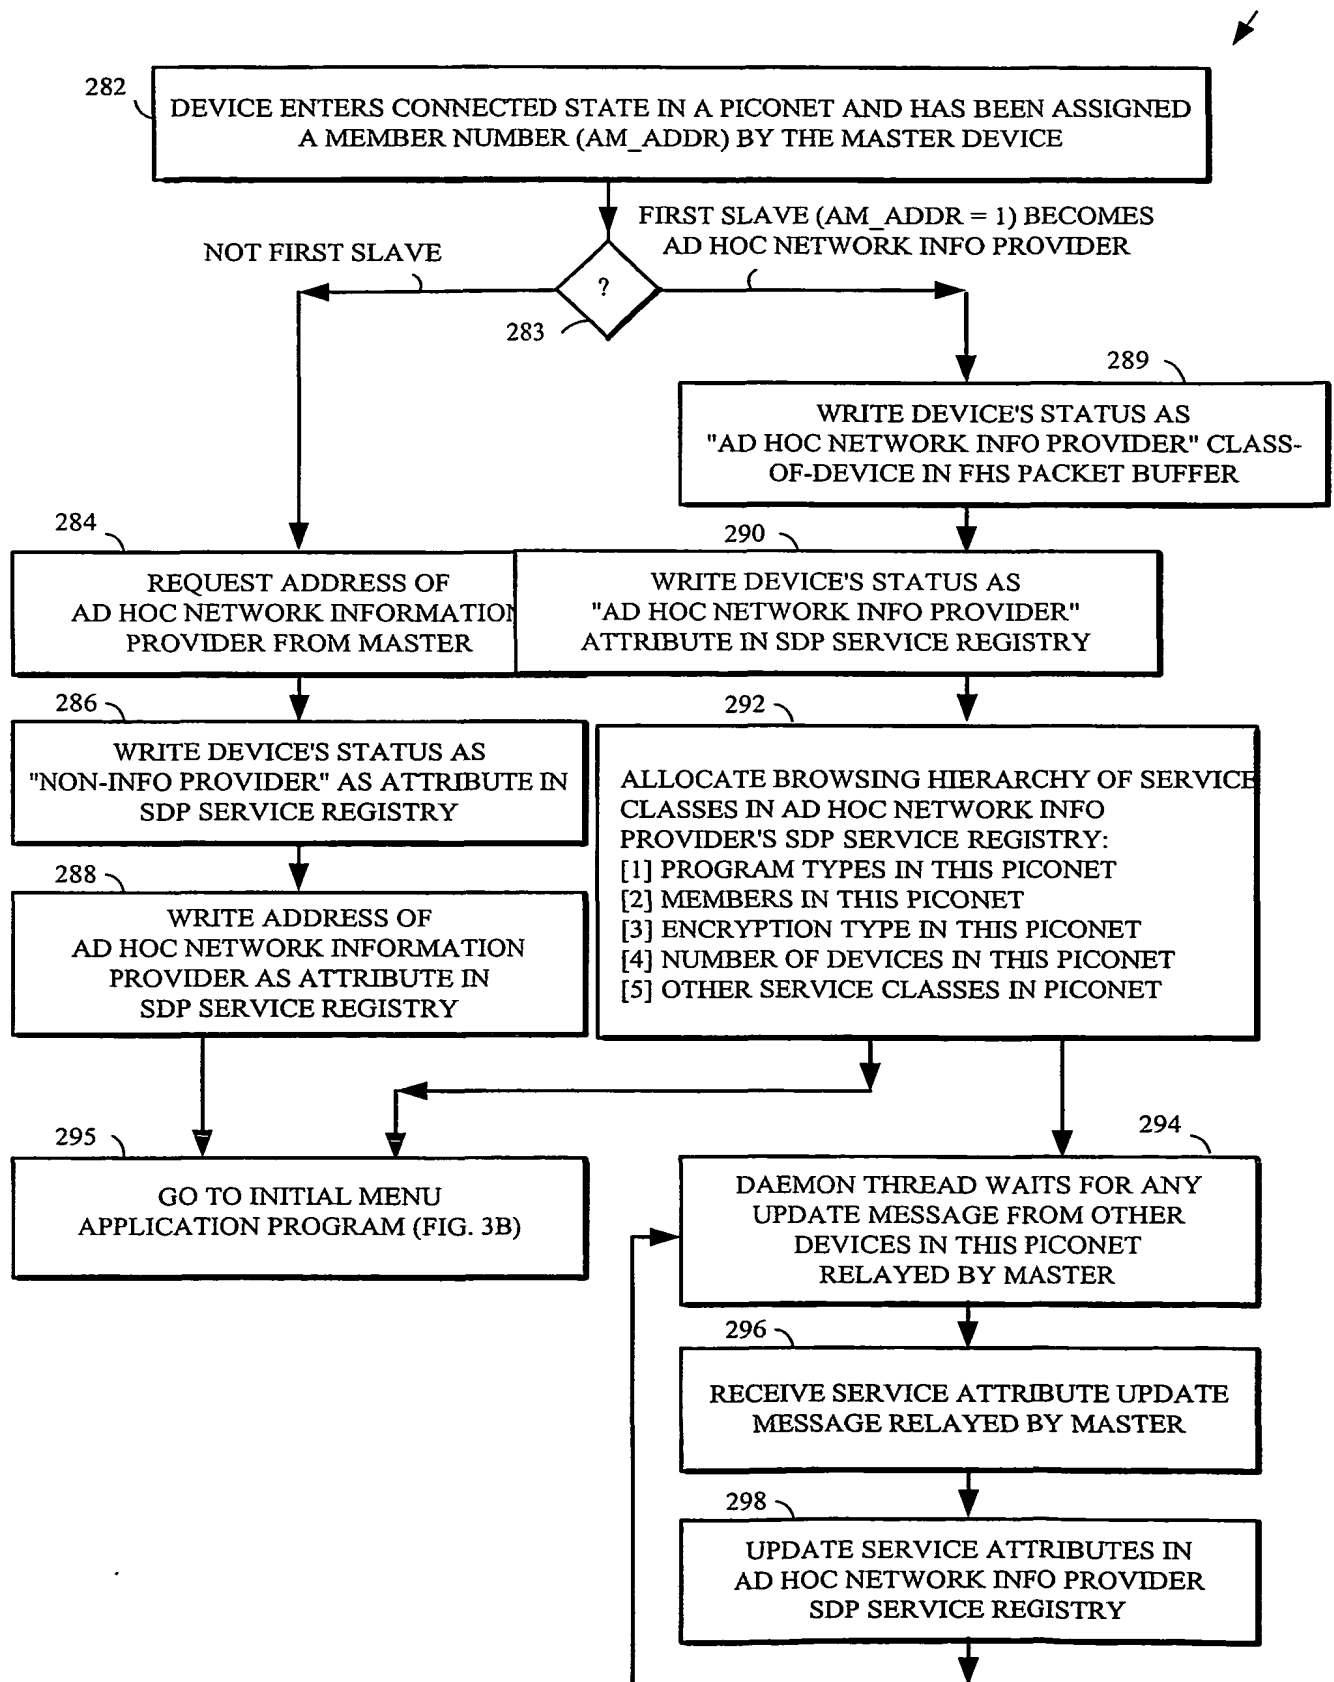 282
DEVICE ENTERS CONNECTED STATE IN A PICONET AND HAS BEEN ASSIGNED
A MEMBER NUMBER (AM_ADDR) BY THE MASTER DEVICE
FIRST SLAVE (AM_ADDR = 1) BECOMES
AD HOC NETWORK INFO PROVIDER
NOT FIRST SLAVE
?
283
289
WRITE DEVICE'S STATUS AS
"AD HOC NETWORK INFO PROVIDER" CLASS-
OF-DEVICE IN FHS PACKET BUFFER
284
REQUEST ADDRESS OF
AD HOC NETWORK INFORMATION
PROVIDER FROM MASTER
290
WRITE DEVICE'S STATUS AS
"AD HOC NETWORK INFO PROVIDER"
ATTRIBUTE IN SDP SERVICE REGISTRY
286
WRITE DEVICE'S STATUS AS
"NON-INFO PROVIDER" AS ATTRIBUTE IN
SDP SERVICE REGISTRY
292
ALLOCATE BROWSING HIERARCHY OF SERVICE
CLASSES IN AD HOC NETWORK INFO
PROVIDER'S SDP SERVICE REGISTRY:
[1] PROGRAM TYPES IN THIS PICONET
[2] MEMBERS IN THIS PICONET
[3] ENCRYPTION TYPE IN THIS PICONET
[4] NUMBER OF DEVICES IN THIS PICONET
[5] OTHER SERVICE CLASSES IN PICONET
288
WRITE ADDRESS OF
AD HOC NETWORK INFORMATION
PROVIDER AS ATTRIBUTE IN
SDP SERVICE REGISTRY
295
GO TO INITIAL MENU
APPLICATION PROGRAM (FIG. 3B)
294
DAEMON THREAD WAITS FOR ANY
UPDATE MESSAGE FROM OTHER
DEVICES IN THIS PICONET
RELAYED BY MASTER
296
RECEIVE SERVICE ATTRIBUTE UPDATE
MESSAGE RELAYED BY MASTER
298
UPDATE SERVICE ATTRIBUTES IN
AD HOC NETWORK INFO PROVIDER
SDP SERVICE REGISTRY